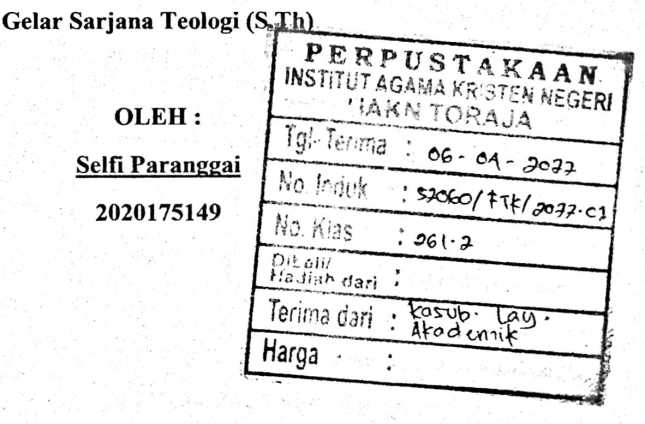 Gelar Sarjana Teologi (S.Th)
OLEH :
Selfi Paranggai
2020175149
PERPUSTAKAAN
INSTITUT AGAMA KRISTEN NEGERI
IAKN TORAJA
Tgl. Terima : 06-04-2022
No. Induk : S2060/FTK/2022.C1
No. Klas : 261.2
Dibeli/
Hadiah dari :
Terima dari : Kasub. Lay.
Akademik
Harga :